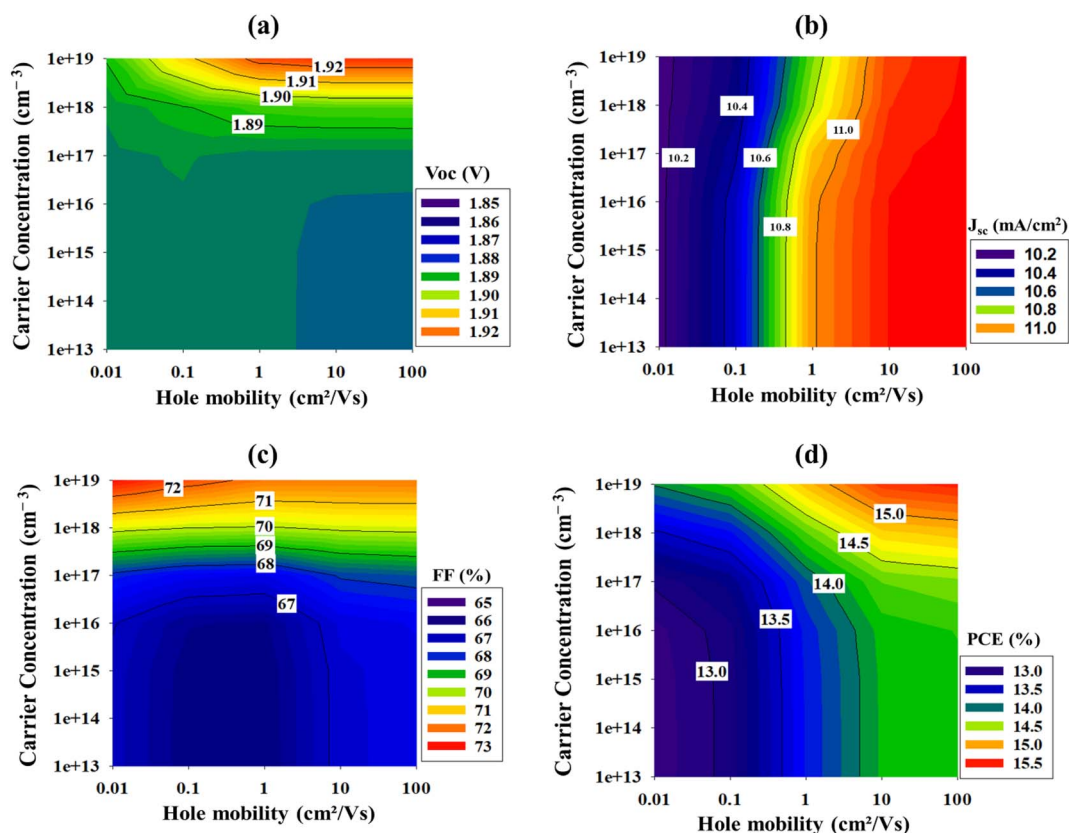 (a)
Carrier Concentration (cm⁻³)
1e+19
1e+18
1e+17
1e+16
1e+15
1e+14
1e+13
1.92
1.91
1.90
1.89
0.01 0.1 1 10 100
Hole mobility (cm²/Vs)
Voc (V)
1.85
1.86
1.87
1.88
1.89
1.90
1.91
1.92
(b)
Carrier Concentration (cm⁻³)
1e+19
1e+18
1e+17
1e+16
1e+15
1e+14
1e+13
10.4
11.0
10.2
10.6
10.8
0.01 0.1 1 10 100
Hole mobility (cm²/Vs)
Jsc (mA/cm²)
10.2
10.4
10.6
10.8
11.0
(c)
Carrier Concentration (cm⁻³)
1e+19
1e+18
1e+17
1e+16
1e+15
1e+14
1e+13
72
71
70
69
68
67
0.01 0.1 1 10 100
Hole mobility (cm²/Vs)
FF (%)
65
66
67
68
69
70
71
72
73
(d)
Carrier Concentration (cm⁻³)
1e+19
1e+18
1e+17
1e+16
1e+15
1e+14
1e+13
15.0
14.5
14.0
13.5
13.0
0.01 0.1 1 10 100
Hole mobility (cm²/Vs)
PCE (%)
13.0
13.5
14.0
14.5
15.0
15.5